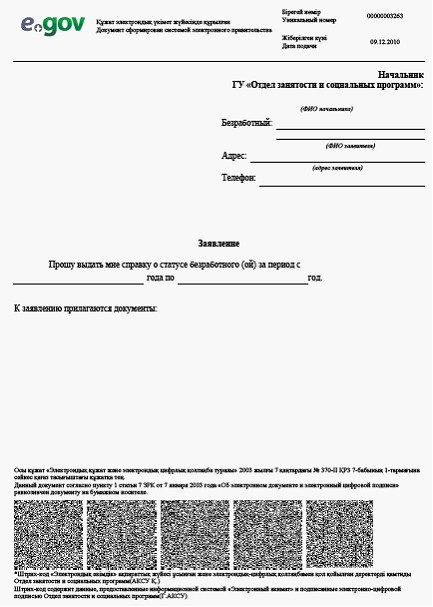 e.gov
Құжат электрондық үкімет жүйесінде құрылған
Документ сформирован системой электронного правительства
Бірегей нөмір
Уникальный номер
00000003263
Жіберілген күні
Дата подачи
09.12.2010
Начальник
ГУ «Отдел занятости и социальных программ»:
(ФИО начальника)
Безработный:
(ФИО заявителя)
Адрес:
(адрес заявителя)
Телефон:
Заявление
Прошу выдать мне справку о статусе безработного (ой) за период с
года по год.
К заявлению прилагаются документы:
Осы құжат «Электрондық құжат және электрондық цифрлық қолтаңба туралы» 2003 жылғы 7 қаңтардағы № 370-II ҚРЗ 7-бабының 1-тармағына
сәйкес қағаз тасығыштағы құжатқа тең.
Данный документ согласно пункту 1 статьи 7 ЗРК от 7 января 2003 года «Об электронном документе и электронной цифровой подписи»
равнозначен документу на бумажном носителе.
*Штрих-код «Электрондық әкімдік» ақпараттық жүйесі ұсынған және электрондық-цифрлық қолтаңбамен қол қойылған деректерді қамтиды
Отдел занятости и социальных программ(АКСУ Қ.)
Штрих-код содержит данные, предоставленные информационной системой «Электронный акимат» и подписанные электронно-цифровой
подписью Отдел занятости и социальных программ(Г.АКСУ)